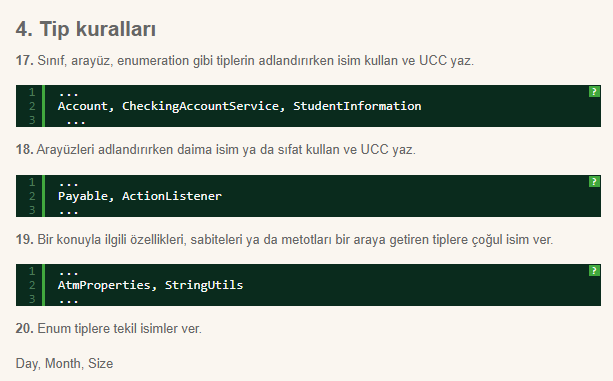 4. Tip kuralları
17. Sınıf, arayüz, enumeration gibi tiplerin adlandırırken isim kullan ve UCC yaz.
1 ...
2 Account, CheckingAccountService, StudentInformation
3 ...
?
18. Arayüzleri adlandırırken daima isim ya da sıfat kullan ve UCC yaz.
1 ...
2 Payable, ActionListener
3 ...
?
19. Bir konuyla ilgili özellikleri, sabiteleri ya da metotları bir araya getiren tiplere çoğul isim ver.
1 ...
2 AtmProperties, StringUtils
3 ...
?
20. Enum tiplere tekil isimler ver.
Day, Month, Size